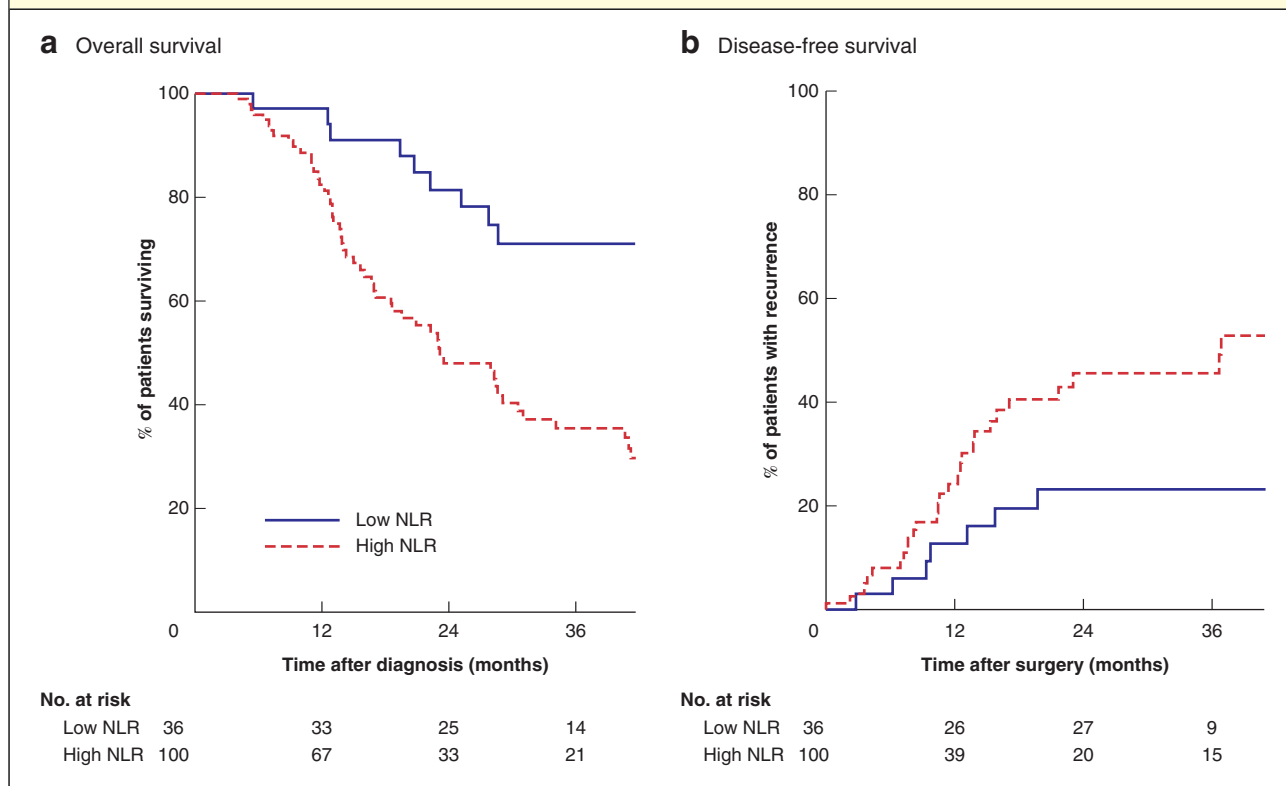 a Overall survival
100
80
60
40
20
0
12
24
36
% of patients surviving
Time after diagnosis (months)
Low NLR
High NLR
No. at risk
Low NLR 36 33 25 14
High NLR 100 67 33 21
b Disease-free survival
100
80
60
40
20
0
12
24
36
% of patients with recurrence
Time after surgery (months)
No. at risk
Low NLR 36 26 27 9
High NLR 100 39 20 15